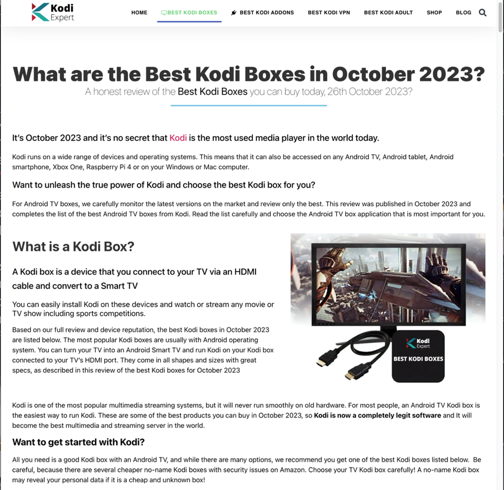 Kodi
Expert
HOME
BEST KODI BOXES
BEST KODI ADDONS
BEST KODI VPN
BEST KODI ADULT
SHOP
BLOG
What are the Best Kodi Boxes in October 2023?
A honest review of the Best Kodi Boxes you can buy today, 26th October 2023?
It's October 2023 and it's no secret that Kodi is the most used media player in the world today.
Kodi runs on a wide range of devices and operating systems. This means that it can also be accessed on any Android TV, Android tablet, Android
smartphone, Xbox One, Raspberry Pi 4 or on your Windows or Mac computer.
Want to unleash the true power of Kodi and choose the best Kodi box for you?
For Android TV boxes, we carefully monitor the latest versions on the market and review only the best. This review was published in October 2023 and
completes the list of the best Android TV boxes from Kodi. Read the list carefully and choose the Android TV box application that is most important for you.
What is a Kodi Box?
A Kodi box is a device that you connect to your TV via an HDMI
cable and convert to a Smart TV
You can easily install Kodi on these devices and watch or stream any movie or
TV show including sports competitions.
Based on our full review and device reputation, the best Kodi boxes in October 2023
are listed below. The most popular Kodi boxes are usually with Android operating
system. You can turn your TV into an Android Smart TV and run Kodi on your Kodi box
connected to your TV's HDMI port. They come in all shapes and sizes with great
specs, as described in this review of the best Kodi boxes for October 2023
Kodi
Expert
BEST KODI BOXES
Kodi is one of the most popular multimedia streaming systems, but it will never run smoothly on old hardware. For most people, an Android TV Kodi box is
the easiest way to run Kodi. These are some of the best products you can buy in October 2023, so Kodi is now a completely legit software and It will
become the best multimedia and streaming server in the world.
Want to get started with Kodi?
All you need is a good Kodi box with an Android TV, and while there are many options, we recommend you get one of the best Kodi boxes listed below. Be
careful, because there are several cheaper no-name Kodi boxes with security issues on Amazon. Choose your TV Kodi box carefully! A no-name Kodi box
may reveal your personal data if it is a cheap and unknown box!